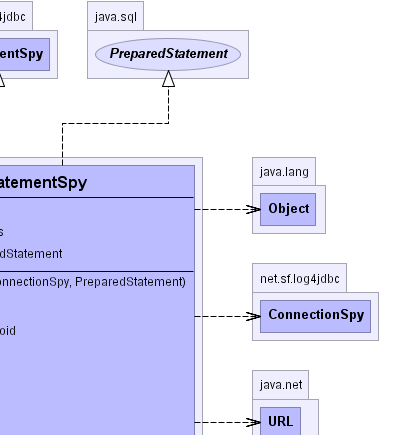 4jdbc
java.sql
entSpy
PreparedStatement
java.lang
atementSpy
Object
s
dStatement
net.sf.log4jdbc
onnectionSpy, PreparedStatement)
ConnectionSpy
oid
java.net
URL